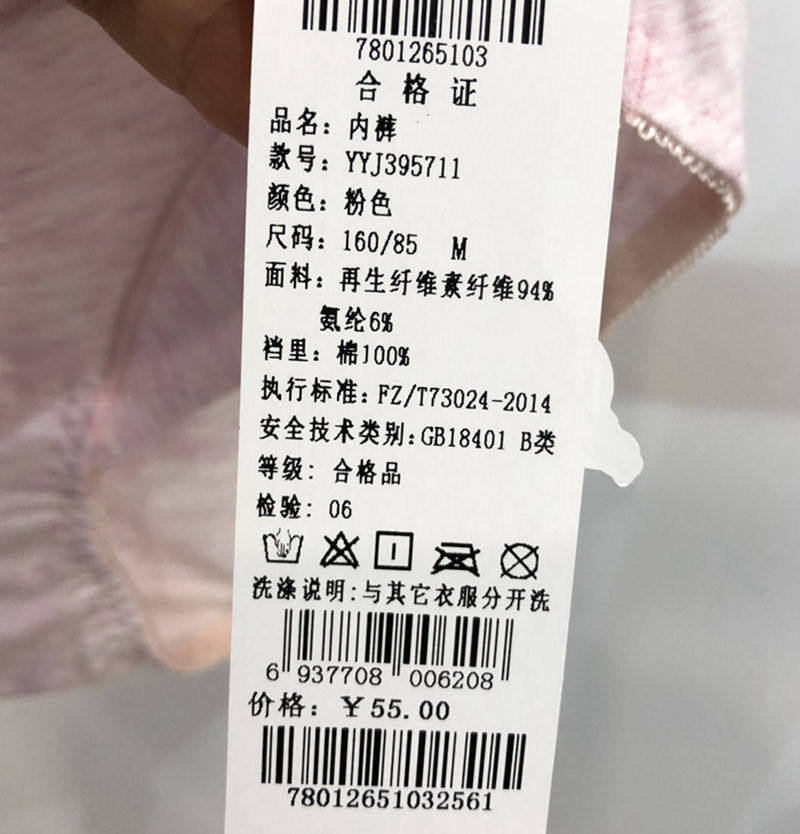 7801265103
合格证
品名：内裤
款号：YYJ395711
颜色：粉色
尺码：160/85 M
面料：再生纤维素纤维94%
氨纶6%
裆里：棉100%
执行标准：FZ/T73024-2014
安全技术类别：GB18401 B类
等级：合格品
检验：06
洗涤说明：与其它衣服分开洗
6 937708 006208
价格：￥55.00
78012651032561